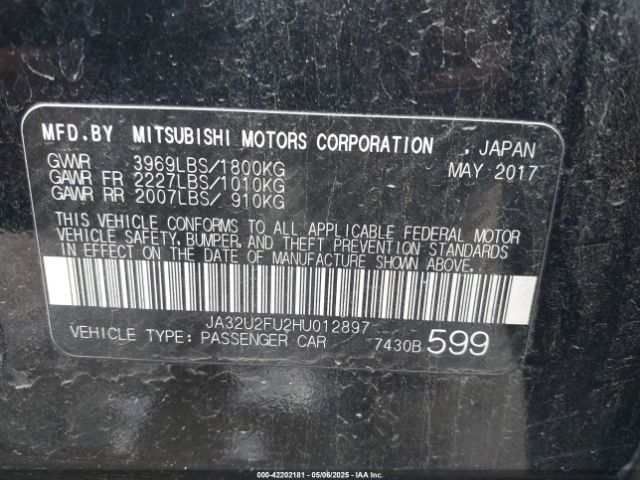 MFD.BY MITSUBISHI MOTORS CORPORATION , JAPAN
GVWR 3969LBS/1800KG MAY 2017
GAWR FR 2227LBS/1010KG
GAWR RR 2007LBS/ 910KG
THIS VEHICLE CONFORMS TO ALL APPLICABLE FEDERAL MOTOR
VEHICLE SAFETY, BUMPER, AND THEFT PREVENTION STANDARDS
IN EFFECT ON THE DATE OF MANUFACTURE SHOWN ABOVE.
JA32U2FU2HU012897
VEHICLE TYPE: PASSENGER CAR 7430B 599
000-42202181 - 05/06/2025 - IAAI.COM